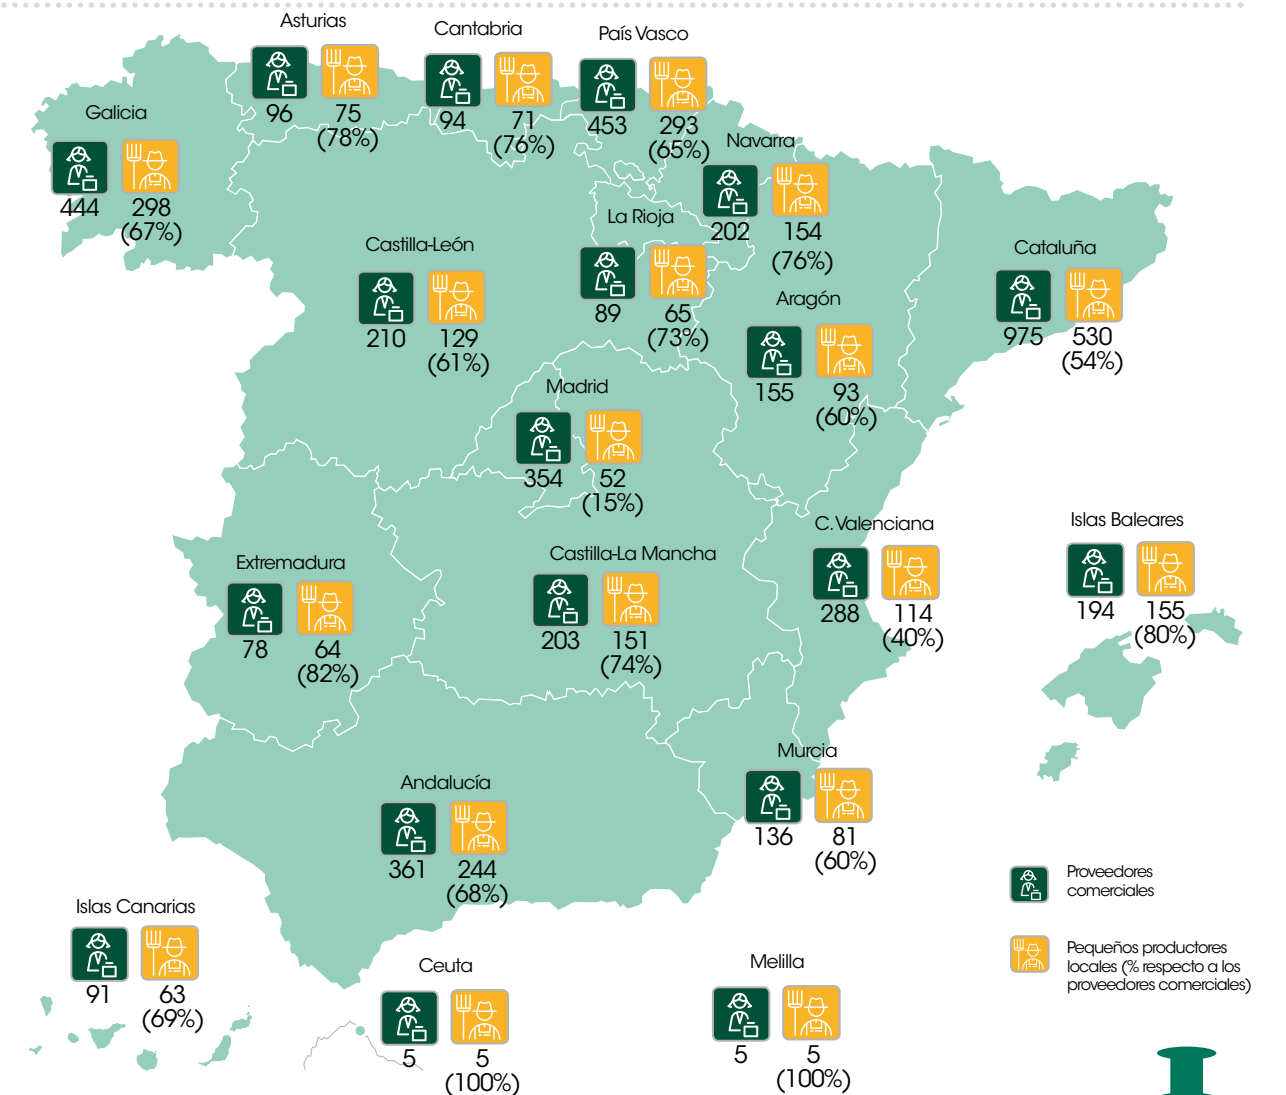 Asturias
96
75
(78%)
Cantabria
94
71
(76%)
País Vasco
453
293
(65%)
Galicia
444
298
(67%)
Navarra
202
154
(76%)
La Rioja
89
65
(73%)
Castilla-León
210
129
(61%)
Cataluña
975
530
(54%)
Aragón
155
93
(60%)
Madrid
354
52
(15%)
C. Valenciana
288
114
(40%)
Islas Baleares
194
155
(80%)
Extremadura
78
64
(82%)
Castilla-La Mancha
203
151
(74%)
Murcia
136
81
(60%)
Andalucía
361
244
(68%)
Islas Canarias
91
63
(69%)
Ceuta
5
5
(100%)
Melilla
5
5
(100%)
Proveedores
comerciales
Pequeños productores
locales (% respecto a los
proveedores comerciales)